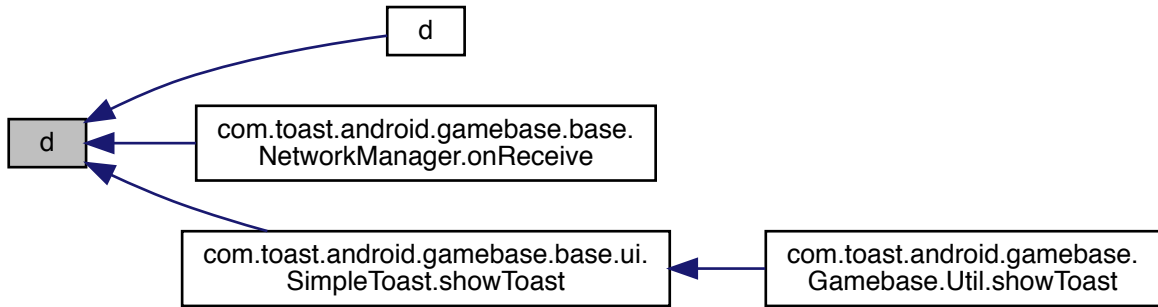 d
d
com.toast.android.gamebase.base.
NetworkManager.onReceive
com.toast.android.gamebase.base.ui.
SimpleToast.showToast
com.toast.android.gamebase.
Gamebase.Util.showToast